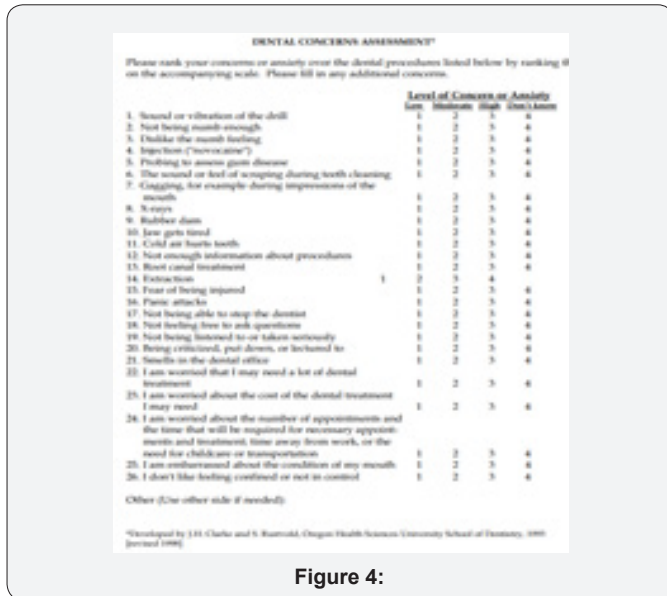 DENTAL CONCERNS ASSESSMENT*
Please rank your concerns or anxiety over the dental procedures listed below by ranking th
on the accompanying scale. Please fill in any additional concerns.
Level of Concern or Anxiety
Low Moderate High Don't know
1. Sound or vibration of the drill 1 2 3 4
2. Not being numb enough 1 2 3 4
3. Dislike the numb feeling 1 2 3 4
4. Injection ("novocaine") 1 2 3 4
5. Probing to assess gum disease 1 2 3 4
6. The sound or feel of scraping during teeth cleaning 1 2 3 4
7. Gagging, for example during impressions of the
mouth 1 2 3 4
8. X-rays 1 2 3 4
9. Rubber dam 1 2 3 4
10. Jaw gets tired 1 2 3 4
11. Cold air hurts teeth 1 2 3 4
12. Not enough information about procedures 1 2 3 4
13. Root canal treatment 1 2 3 4
14. Extraction 1 2 3 4
15. Fear of being injured 1 2 3 4
16. Panic attacks 1 2 3 4
17. Not being able to stop the dentist 1 2 3 4
18. Not feeling free to ask questions 1 2 3 4
19. Not being listened to or taken seriously 1 2 3 4
20. Being criticized, put down, or lectured to 1 2 3 4
21. Smells in the dental office 1 2 3 4
22. I am worried that I may need a lot of dental
treatment 1 2 3 4
23. I am worried about the cost of the dental treatment
I may need 1 2 3 4
24. I am worried about the number of appointments and
the time that will be required for necessary appoint-
ments and treatment, time away from work, or the
need for childcare or transportation 1 2 3 4
25. I am embarrassed about the condition of my mouth 1 2 3 4
26. I don't like feeling confined or not in control 1 2 3 4
Other (Use other side if needed):
*Developed by J.H. Clarke and S. Rustvold, Oregon Health Sciences University School of Dentistry, 1993
[revised 1998]
Figure 4: